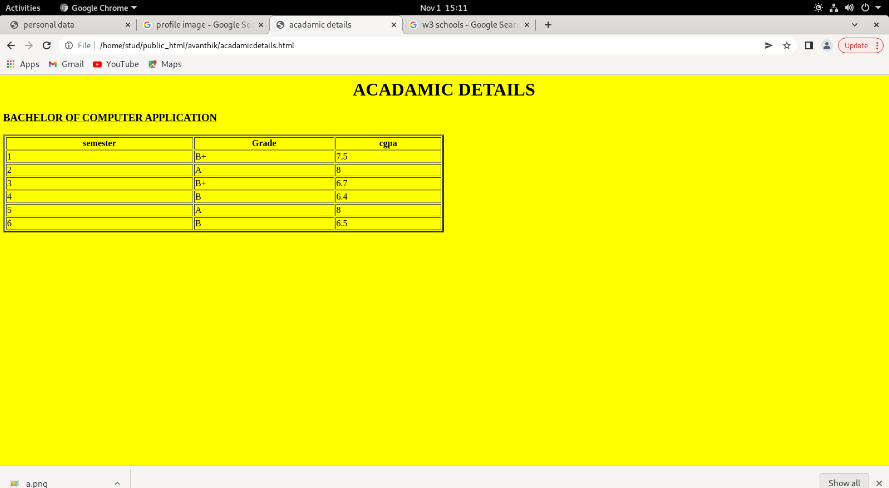 Activities Google Chrome Nov 1 15:11
personal data profile image - Google Sea acadamic details w3 schools - Google Sear
File /home/stud/public_html/avanthik/acadamicdetails.html Update
Apps Gmail YouTube Maps
ACADAMIC DETAILS
BACHELOR OF COMPUTER APPLICATION
semester Grade cgpa
1 B+ 7.5
2 A 8
3 B+ 6.7
4 B 6.4
5 A 8
6 B 6.5
a.png Show all